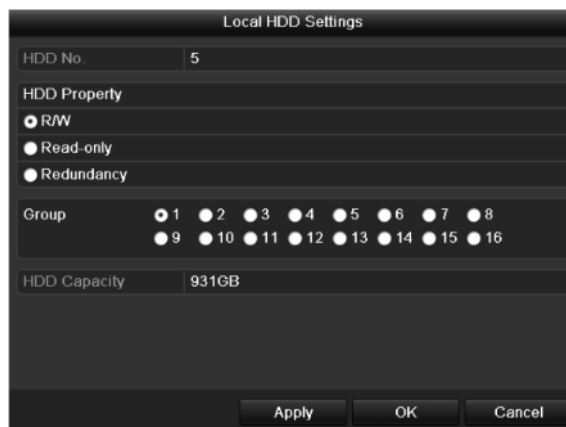 Local HDD Settings
HDD No. 5
HDD Property
R/W
Read-only
Redundancy
Group 1 2 3 4 5 6 7 8
9 10 11 12 13 14 15 16
HDD Capacity 931GB
Apply OK Cancel